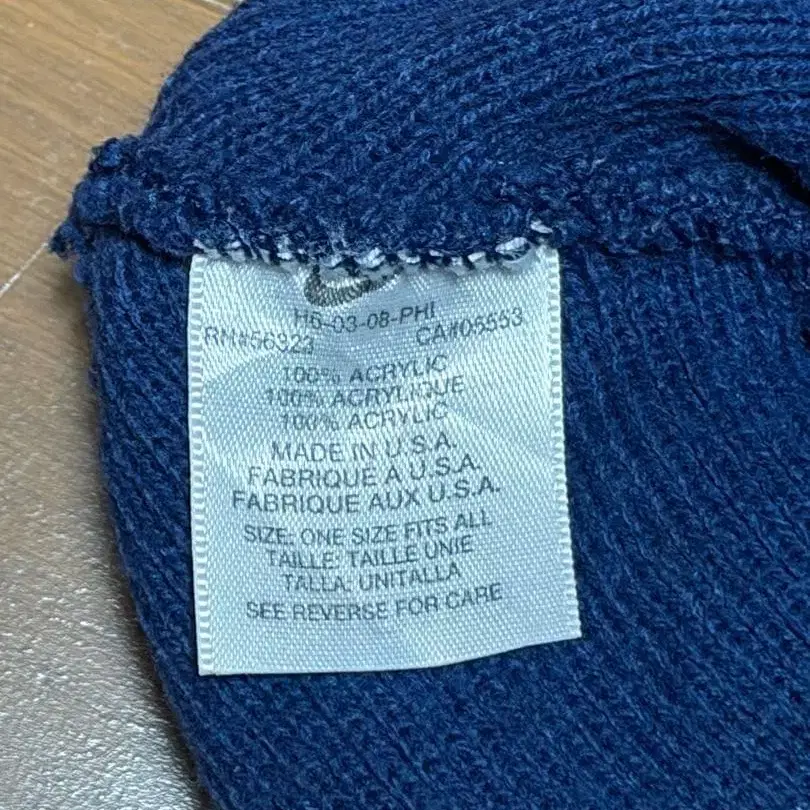 H6-03-08-PHI
RN#56323 CA#05553
100% ACRYLIC
100% ACRYLIQUE
100% ACRYLIC
MADE IN U.S.A.
FABRIQUE A U.S.A.
FABRIQUE AUX U.S.A.
SIZE: ONE SIZE FITS ALL
TAILLE: TAILLE UNIE
TALLA: UNITALLA
SEE REVERSE FOR CARE